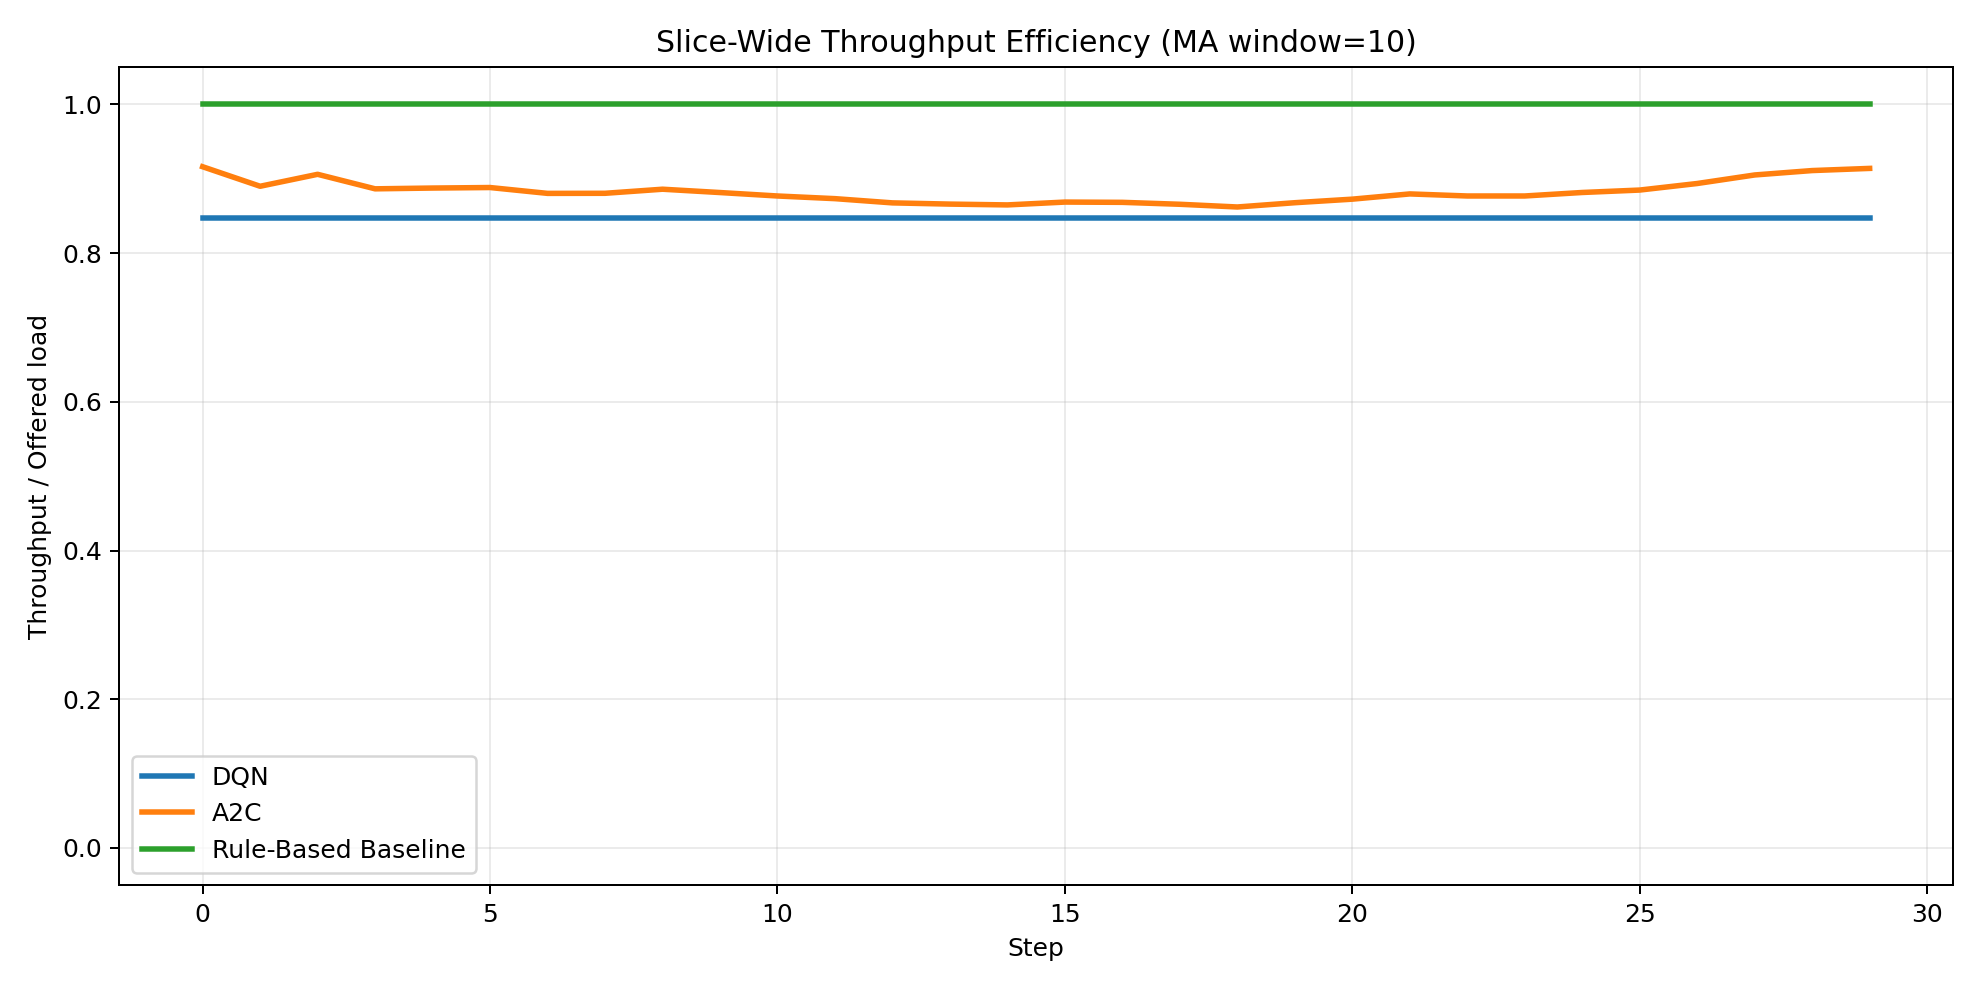 Slice-Wide Throughput Efficiency (MA window=10)
Throughput / Offered load
1.0
0.8
0.6
0.4
0.2
0.0
DQN
A2C
Rule-Based Baseline
0 5 10 15 20 25 30
Step